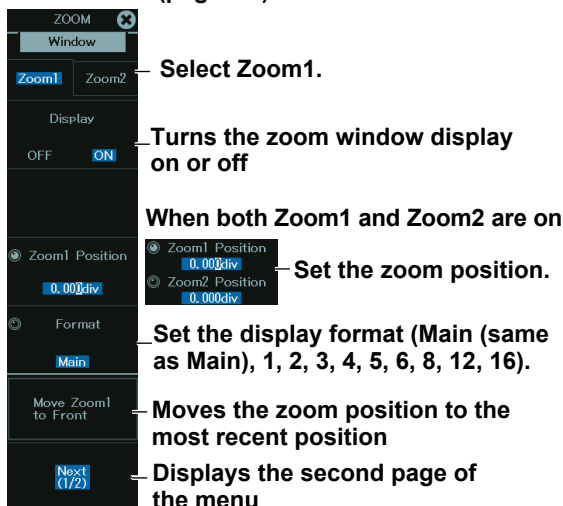 ZOOM
Window
Zoom1 Zoom2
Select Zoom1.
Display
OFF ON
Turns the zoom window display
on or off
When both Zoom1 and Zoom2 are on
Zoom1 Position
0.000div
Zoom1 Position
0.000div
Zoom2 Position
0.000div
Set the zoom position.
Format
Main
Set the display format (Main (same
as Main), 1, 2, 3, 4, 5, 6, 8, 12, 16).
Move Zoom1
to Front
Moves the zoom position to the
most recent position
Next
(1/2)
Displays the second page of
the menu